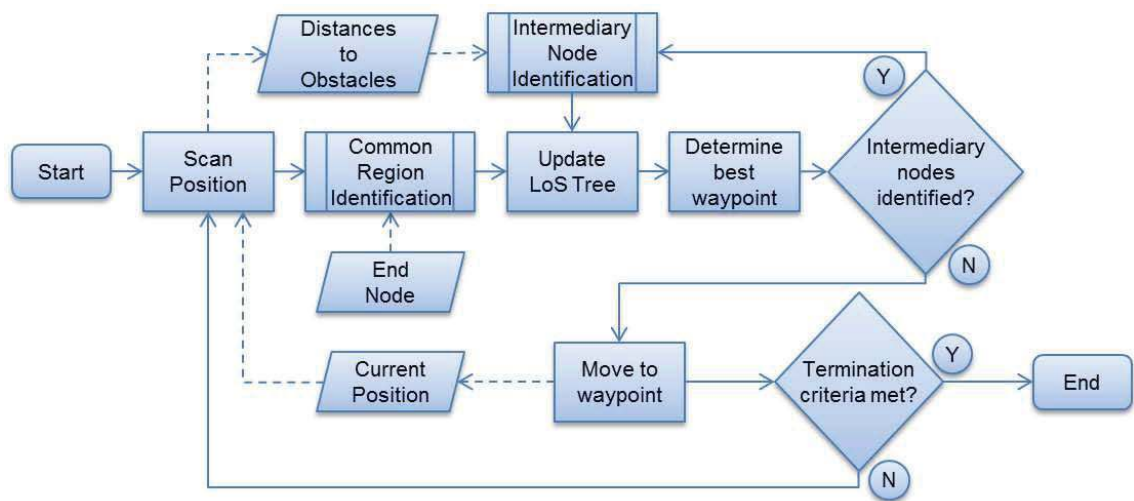 Distances
to
Obstacles
Intermediary
Node
Identification
Y
Start
Scan
Position
Common
Region
Identification
Update
LoS Tree
Determine
best
waypoint
Intermediary
nodes
identified?
N
End
Node
Current
Position
Move to
waypoint
Termination
criteria met?
Y
End
N